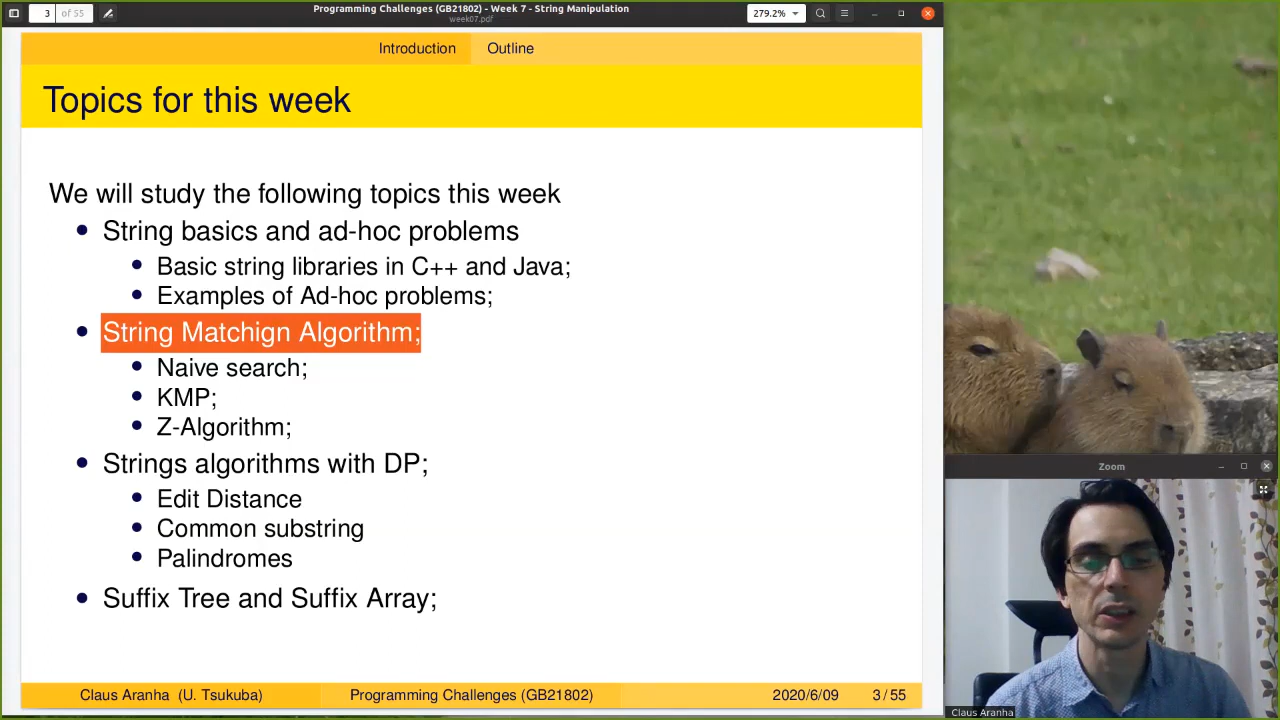 Programming Challenges (GB21802) - Week 7 - String Manipulation
week07.pdf
3 of 55
279.2%
Introduction Outline
Topics for this week
We will study the following topics this week
String basics and ad-hoc problems
Basic string libraries in C++ and Java;
Examples of Ad-hoc problems;
String Matchign Algorithm;
Naive search;
KMP;
Z-Algorithm;
Strings algorithms with DP;
Edit Distance
Common substring
Palindromes
Suffix Tree and Suffix Array;
Claus Aranha (U. Tsukuba) Programming Challenges (GB21802) 2020/6/09 3 / 55
Zoom
Claus Aranha